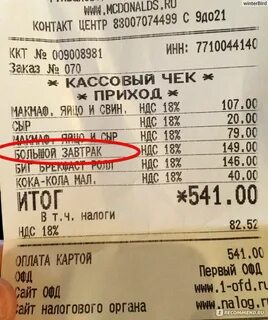 winterBird
WWW.MCDONALDS.RU
КОНТАКТ ЦЕНТР 88007074499 С 9до21
ККТ № 009008981 ИНН: 7710044140
Заказ № 070
* КАССОВЫЙ ЧЕК *
* ПРИХОД *
МАКМАФ. ЯЙЦО И СВИН. НДС 18% 107.00
СЫР НДС 18% 20.00
МАКМАФ. ЯЙЦО И СЫР НДС 18% 79.00
БОЛЬШОЙ ЗАВТРАК НДС 18% 149.00
БИГ БРЕКФАСТ РОЛЛ НДС 18% 146.00
КОКА-КОЛА МАЛ. НДС 18% 40.00
ИТОГ *541.00
В т.ч. налоги
НДС 18% 82.52
ОПЛАТА КАРТОЙ 541.00
ОФД Первый ОФД
Сайт ОФД www.1-ofd.ru
Сайт налогового органа www.nalog.ru
RECOMMEND.RU